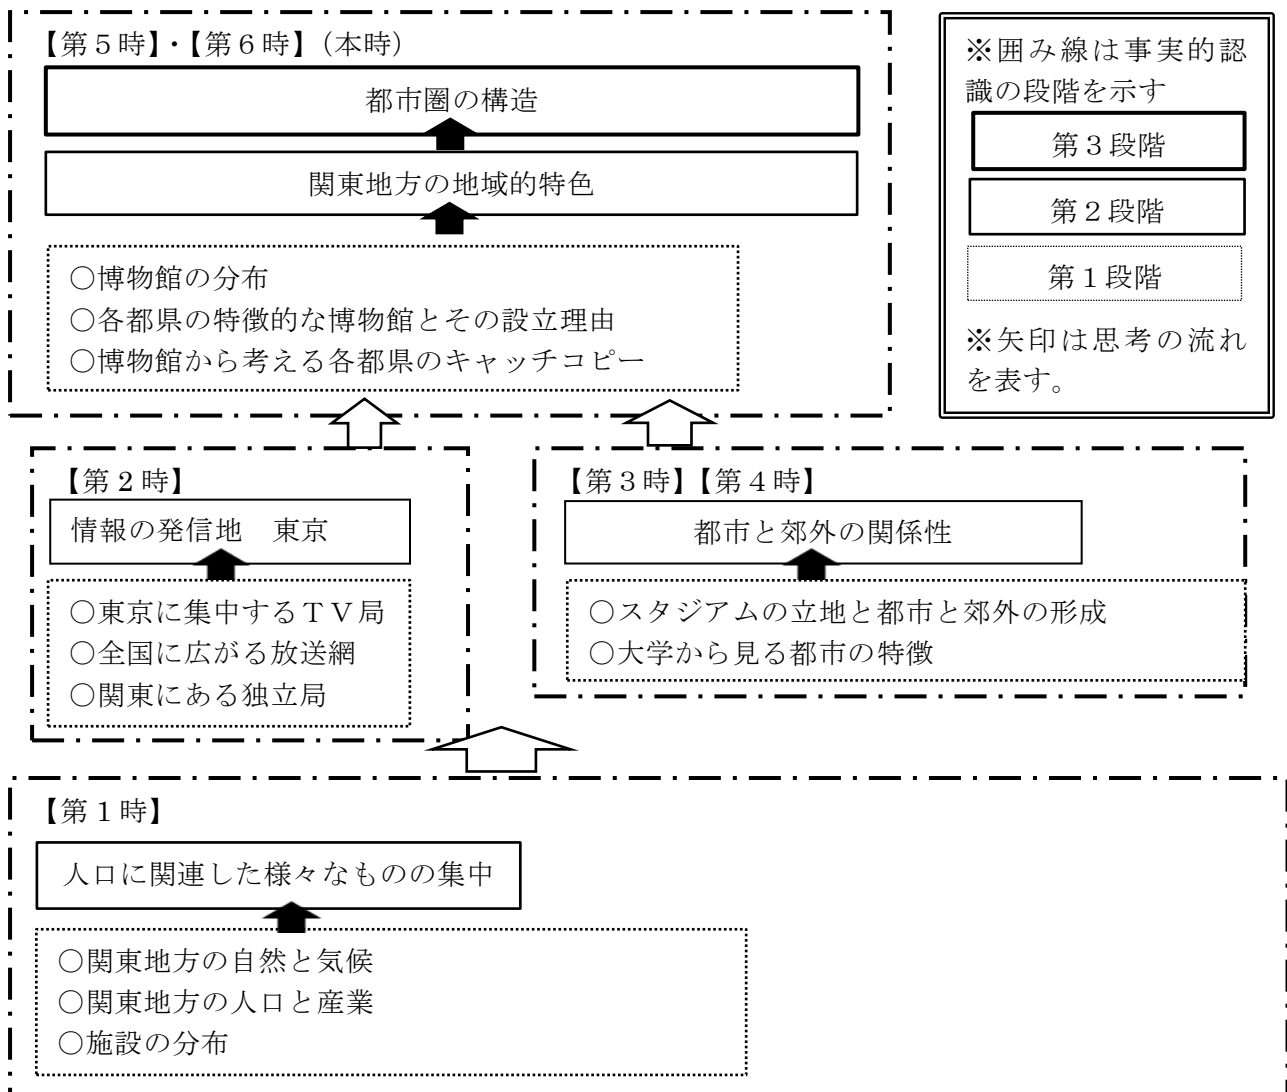 【第５時】・【第６時】（本時）
都市圏の構造
関東地方の地域的特色
○博物館の分布
○各都県の特徴的な博物館とその設立理由
○博物館から考える各都県のキャッチコピー
※囲み線は事実的認
識の段階を示す
第３段階
第２段階
第１段階
※矢印は思考の流れ
を表す。
【第２時】
情報の発信地　東京
○東京に集中するＴＶ局
○全国に広がる放送網
○関東にある独立局
【第３時】【第４時】
都市と郊外の関係性
○スタジアムの立地と都市と郊外の形成
○大学から見る都市の特徴
【第１時】
人口に関連した様々なものの集中
○関東地方の自然と気候
○関東地方の人口と産業
○施設の分布